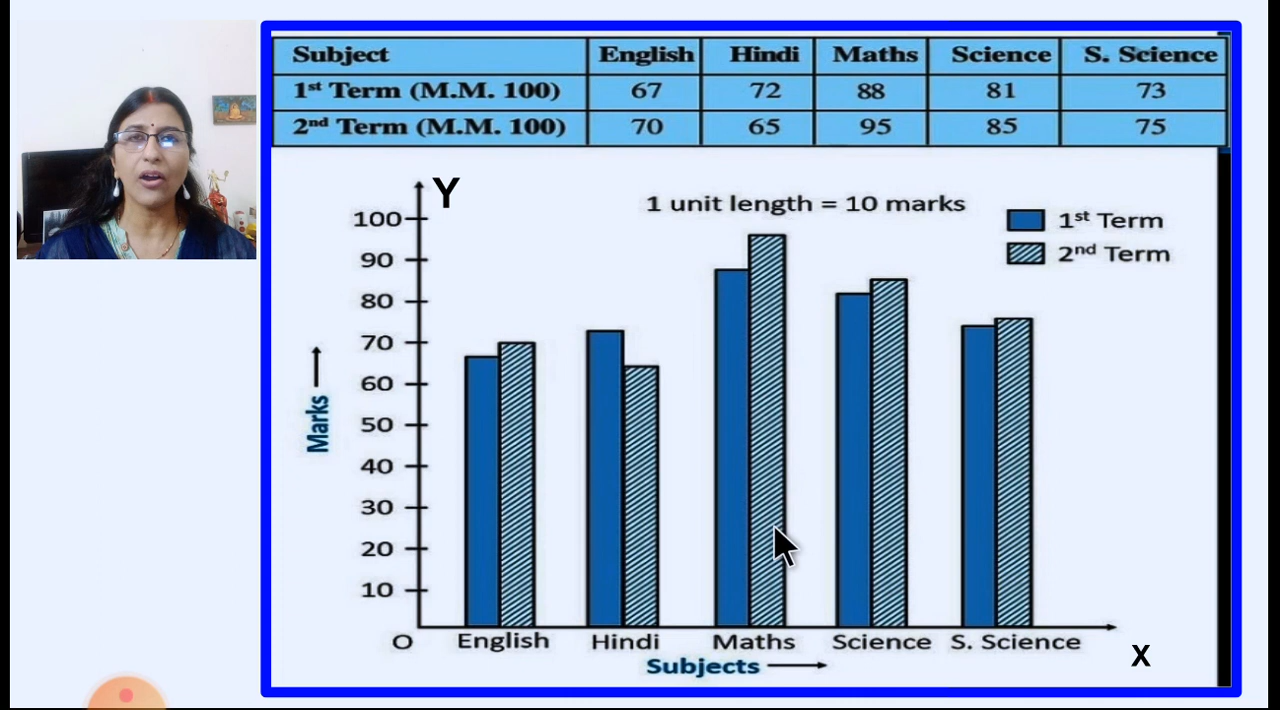 Subject English Hindi Maths Science S. Science
1st Term (M.M. 100) 67 72 88 81 73
2nd Term (M.M. 100) 70 65 95 85 75
Y
1 unit length = 10 marks
1st Term
2nd Term
100
90
80
70
60
50
40
30
20
10
Marks
O English Hindi Maths Science S. Science
Subjects
X